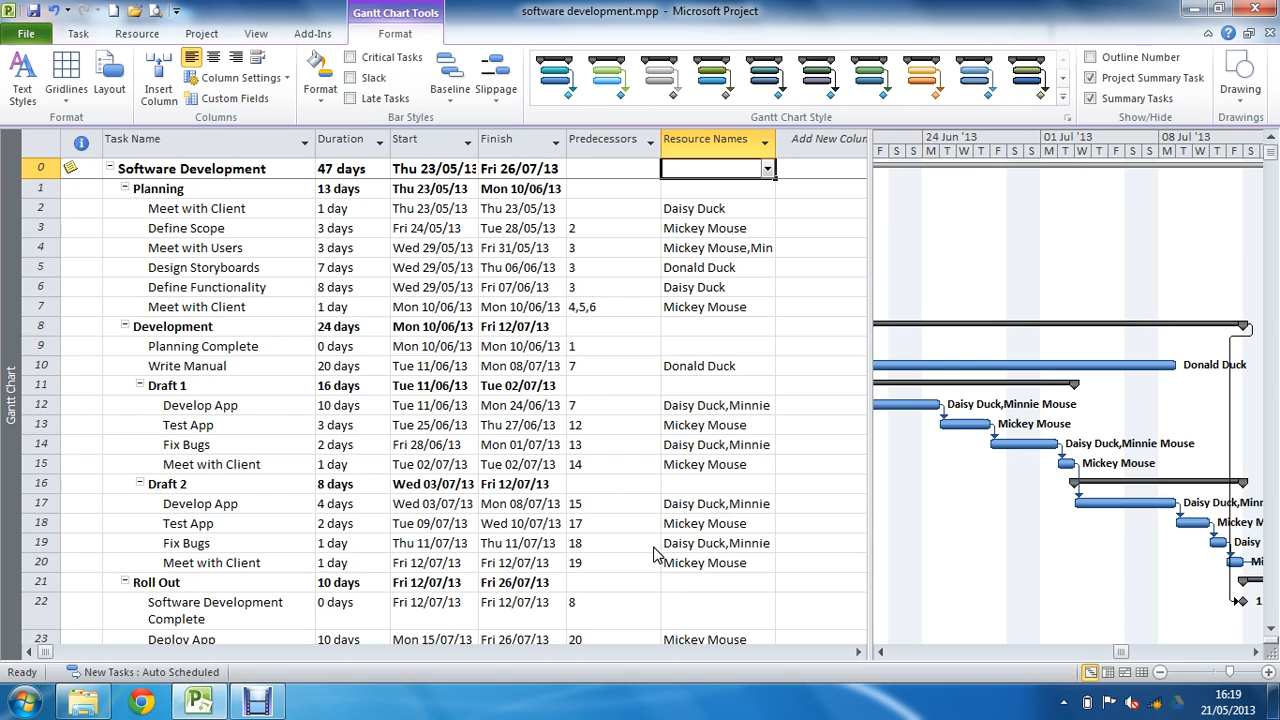 Gantt Chart Tools
software development.mpp - Microsoft Project
File Task Resource Project View Add-Ins Format
Text Styles
Gridlines
Layout
Insert Column
Column Settings
Custom Fields
Format
Critical Tasks
Slack
Late Tasks
Baseline
Slippage
Outline Number
Project Summary Task
Summary Tasks
Drawing
Format Columns Bar Styles Gantt Chart Style Drawings
Task Name Duration Start Finish Predecessors Resource Names Add New Colun
24 Jun '13 01 Jul '13 08 Jul '13
F S S M T W T F S S M T W T F S S M T W T F S
0 Software Development 47 days Thu 23/05/13 Fri 26/07/13
1 Planning 13 days Thu 23/05/13 Mon 10/06/13
2 Meet with Client 1 day Thu 23/05/13 Thu 23/05/13 Daisy Duck
3 Define Scope 3 days Fri 24/05/13 Tue 28/05/13 2 Mickey Mouse
4 Meet with Users 3 days Wed 29/05/13 Fri 31/05/13 3 Mickey Mouse,Min
5 Design Storyboards 7 days Wed 29/05/13 Thu 06/06/13 3 Donald Duck
6 Define Functionality 8 days Wed 29/05/13 Fri 07/06/13 3 Daisy Duck
7 Meet with Client 1 day Mon 10/06/13 Mon 10/06/13 4,5,6 Mickey Mouse
8 Development 24 days Mon 10/06/13 Fri 12/07/13
9 Planning Complete 0 days Mon 10/06/13 Mon 10/06/13 1
10 Write Manual 20 days Tue 11/06/13 Mon 08/07/13 7 Donald Duck Donald Duck
11 Draft 1 16 days Tue 11/06/13 Tue 02/07/13
12 Develop App 10 days Tue 11/06/13 Mon 24/06/13 7 Daisy Duck,Minnie Daisy Duck,Minnie Mouse
13 Test App 3 days Tue 25/06/13 Thu 27/06/13 12 Mickey Mouse Mickey Mouse
14 Fix Bugs 2 days Fri 28/06/13 Mon 01/07/13 13 Daisy Duck,Minnie Daisy Duck,Minnie Mouse
15 Meet with Client 1 day Tue 02/07/13 Tue 02/07/13 14 Mickey Mouse Mickey Mouse
16 Draft 2 8 days Wed 03/07/13 Fri 12/07/13
17 Develop App 4 days Wed 03/07/13 Mon 08/07/13 15 Daisy Duck,Minnie Daisy Duck,Minn
18 Test App 2 days Tue 09/07/13 Wed 10/07/13 17 Mickey Mouse Mickey M
19 Fix Bugs 1 day Thu 11/07/13 Thu 11/07/13 18 Daisy Duck,Minnie Daisy
20 Meet with Client 1 day Fri 12/07/13 Fri 12/07/13 19 Mickey Mouse Mi
21 Roll Out 10 days Fri 12/07/13 Fri 26/07/13
22 Software Development Complete 0 days Fri 12/07/13 Fri 12/07/13 8 1
23 Deploy App 10 days Mon 15/07/13 Fri 26/07/13 20 Mickey Mouse
Gantt Chart
Ready New Tasks : Auto Scheduled
16:19
21/05/2013